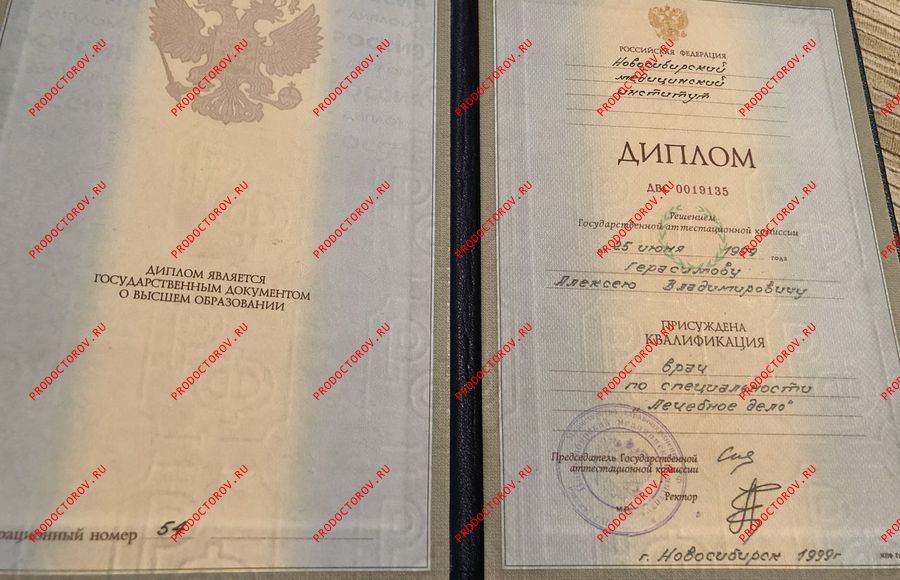 ДИПЛОМ ЯВЛЯЕТСЯ
ГОСУДАРСТВЕННЫМ ДОКУМЕНТОМ
О ВЫСШЕМ ОБРАЗОВАНИИ
рационный номер 54
РОССИЙСКАЯ ФЕДЕРАЦИЯ
Новосибирский
медицинский
институт
ДИПЛОМ
ДВС 0019135
Решением
Государственной аттестационной комиссии
25 июня 1999 года
Герасимову
Алексею Владимировичу
ПРИСУЖДЕНА
КВАЛИФИКАЦИЯ
врач
по специальности
"Лечебное дело"
Председатель Государственной
аттестационной комиссии
Ректор
М.П.
г. Новосибирск 1999г
PRODOCTOROV.RU